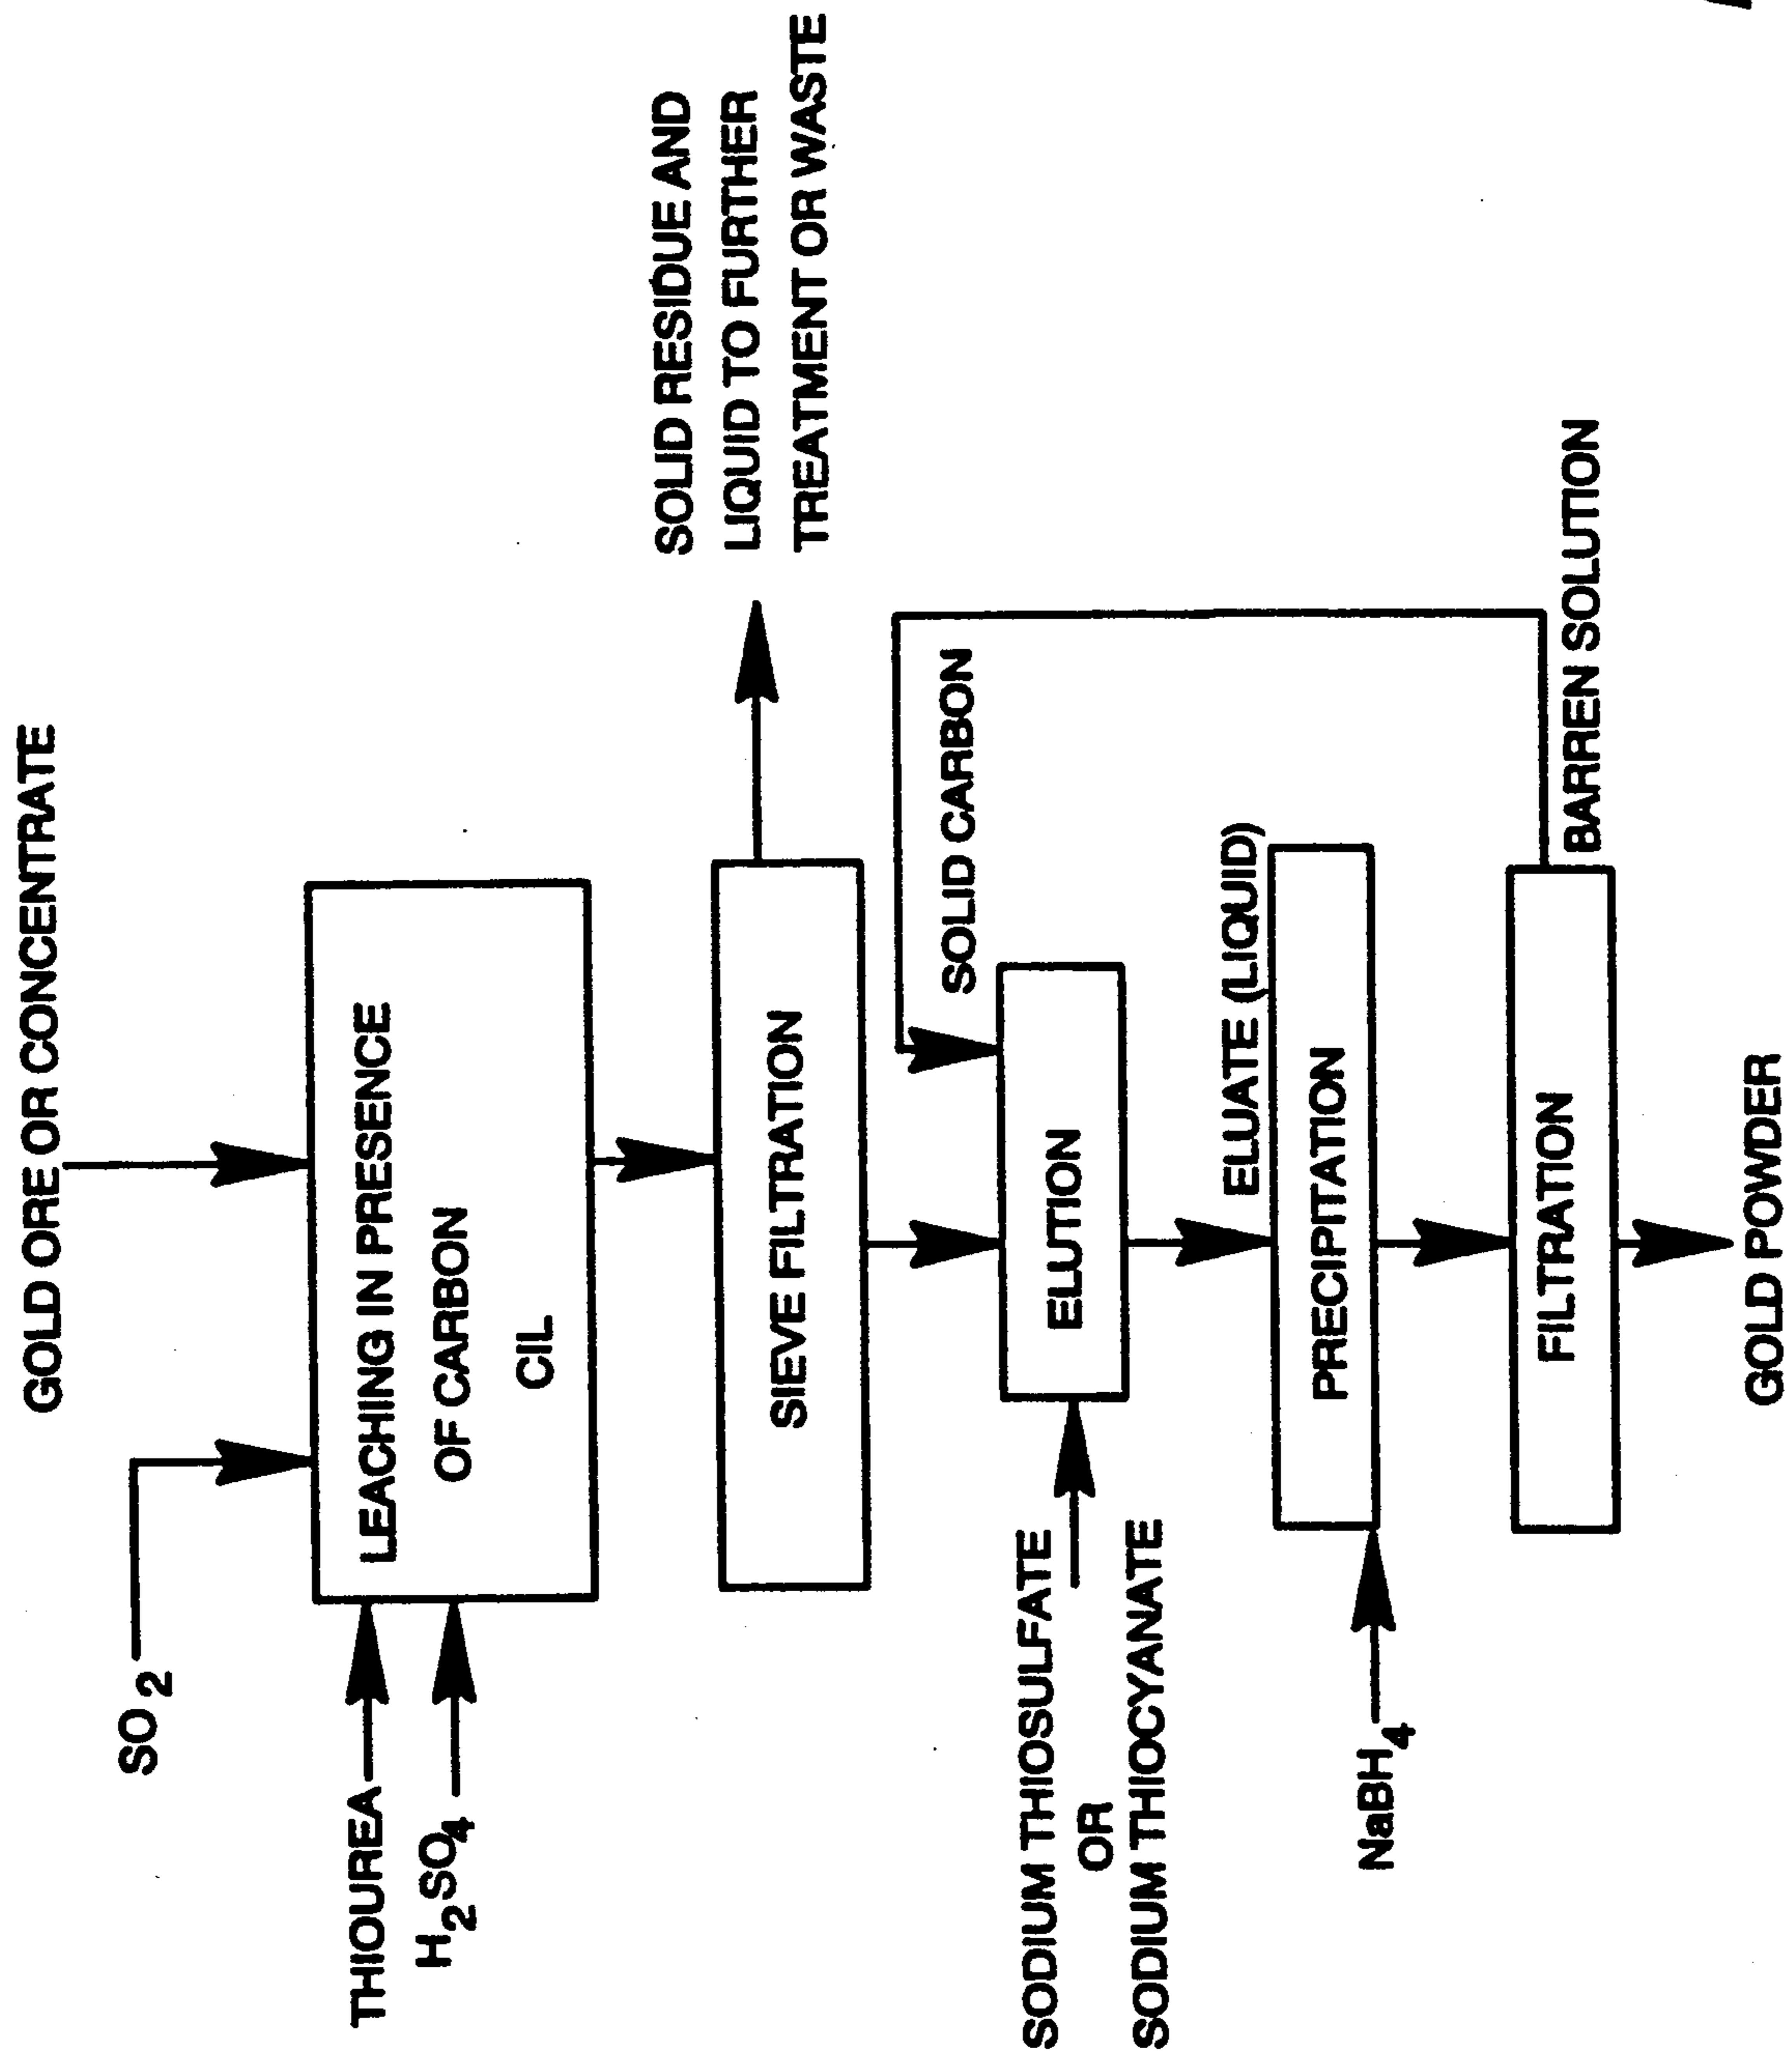 GOLD ORE OR CONCENTRATE
SO2
THIOUREA
H2SO4
LEACHING IN PRESENCE
OF CARBON
CIL
SIEVE FILTRATION
SOLID RESIDUE AND
LIQUID TO FURTHER
TREATMENT OR WASTE
SOLID CARBON
SODIUM THIOSULFATE
OR
SODIUM THIOCYANATE
ELUTION
ELUATE (LIQUID)
NaBH4
PRECIPITATION
FILTRATION
BARREN SOLUTION
GOLD POWDER